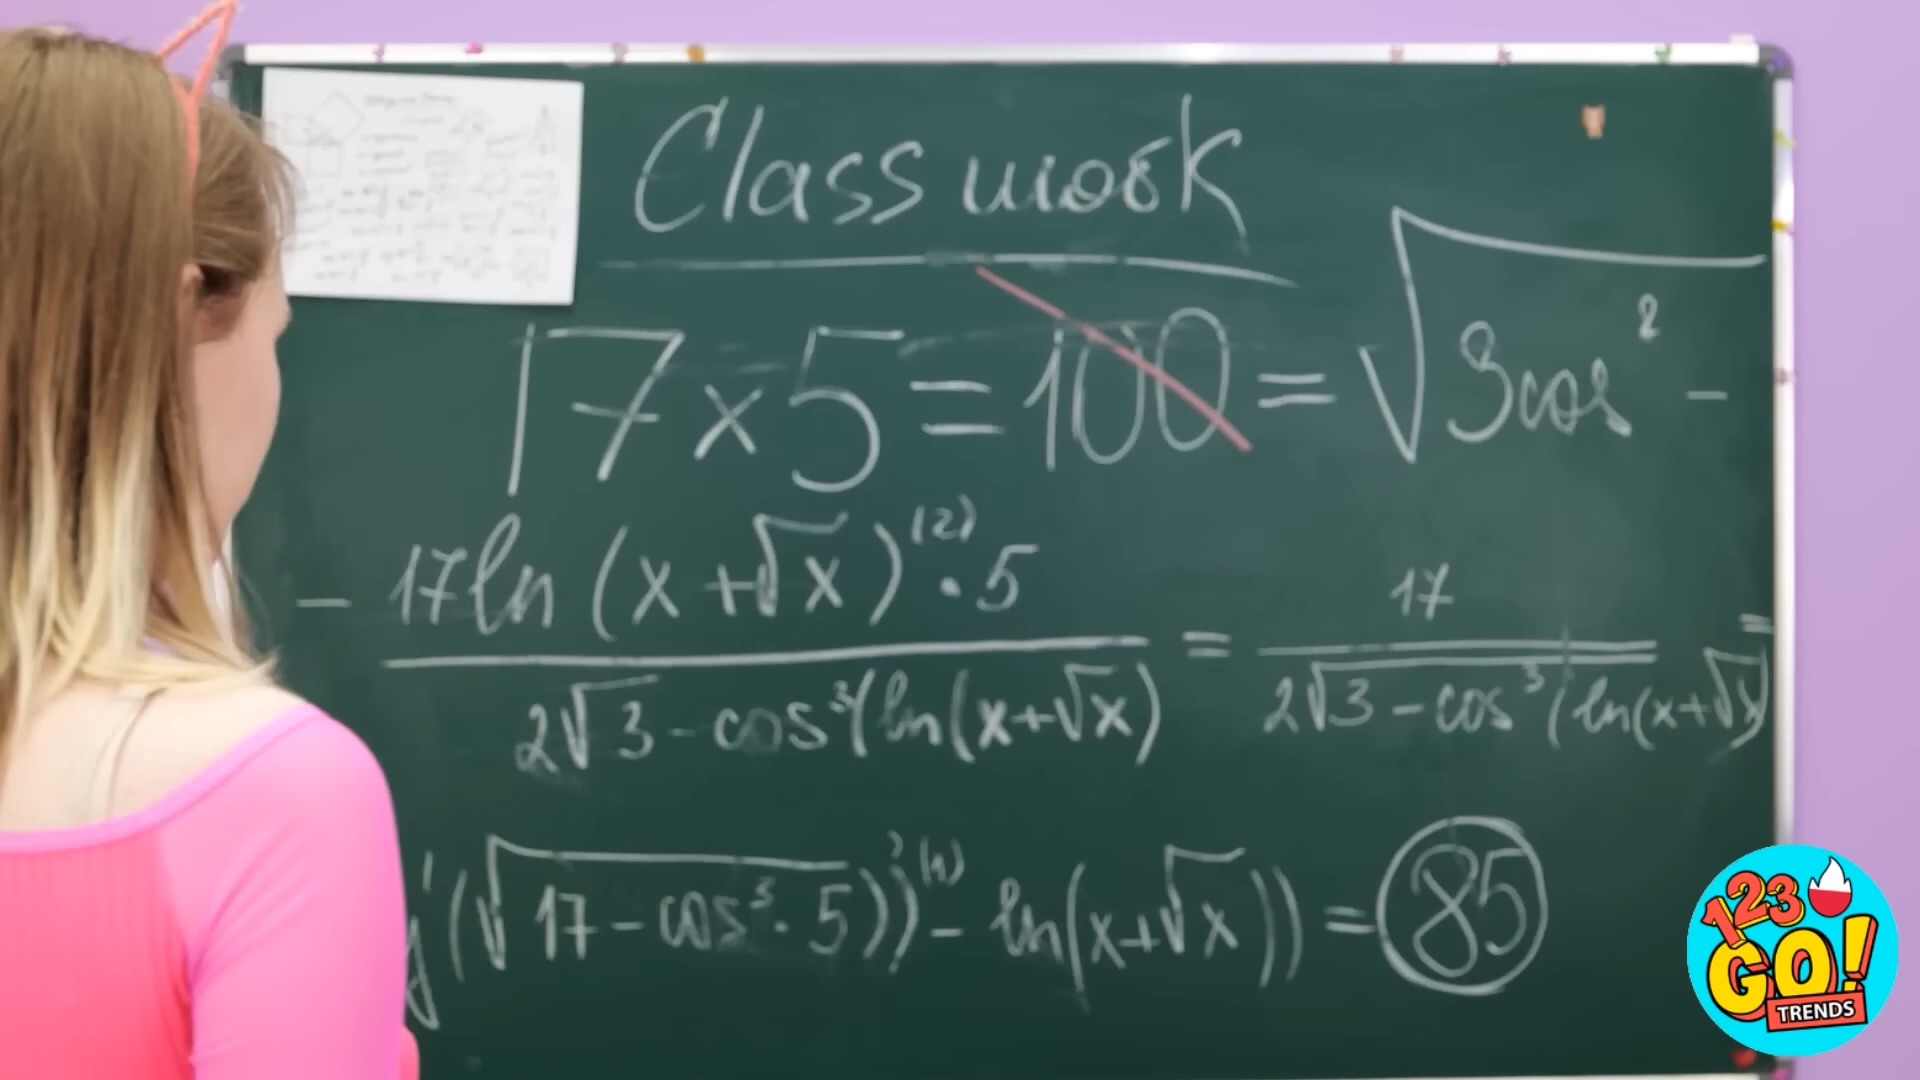 Class work
17×5=100=√3cos² -
- 17ln(x+√x)⁽²⁾·5 / 2√3-cos³(ln(x+√x) = 17 / 2√3-cos³(ln(x+√x) =
y'(√17-cos³·5))'⁽¹⁾- ln(x+√x)) = 85
123
GO!
TRENDS